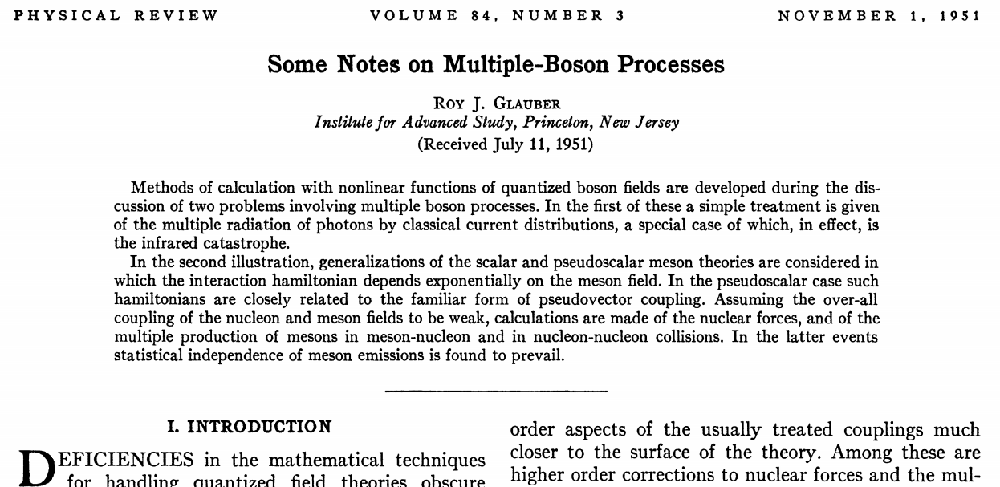 PHYSICAL REVIEW VOLUME 84, NUMBER 3 NOVEMBER 1, 1951
Some Notes on Multiple-Boson Processes
ROY J. GLAUBER
Institute for Advanced Study, Princeton, New Jersey
(Received July 11, 1951)
Methods of calculation with nonlinear functions of quantized boson fields are developed during the dis-
cussion of two problems involving multiple boson processes. In the first of these a simple treatment is given
of the multiple radiation of photons by classical current distributions, a special case of which, in effect, is
the infrared catastrophe.
In the second illustration, generalizations of the scalar and pseudoscalar meson theories are considered in
which the interaction hamiltonian depends exponentially on the meson field. In the pseudoscalar case such
hamiltonians are closely related to the familiar form of pseudovector coupling. Assuming the over-all
coupling of the nucleon and meson fields to be weak, calculations are made of the nuclear forces, and of the
multiple production of mesons in meson-nucleon and in nucleon-nucleon collisions. In the latter events
statistical independence of meson emissions is found to prevail.
I. INTRODUCTION
DEFICIENCIES in the mathematical techniques
for handling quantized field theories obscure
order aspects of the usually treated couplings much
closer to the surface of the theory. Among these are
higher order corrections to nuclear forces and the mul-